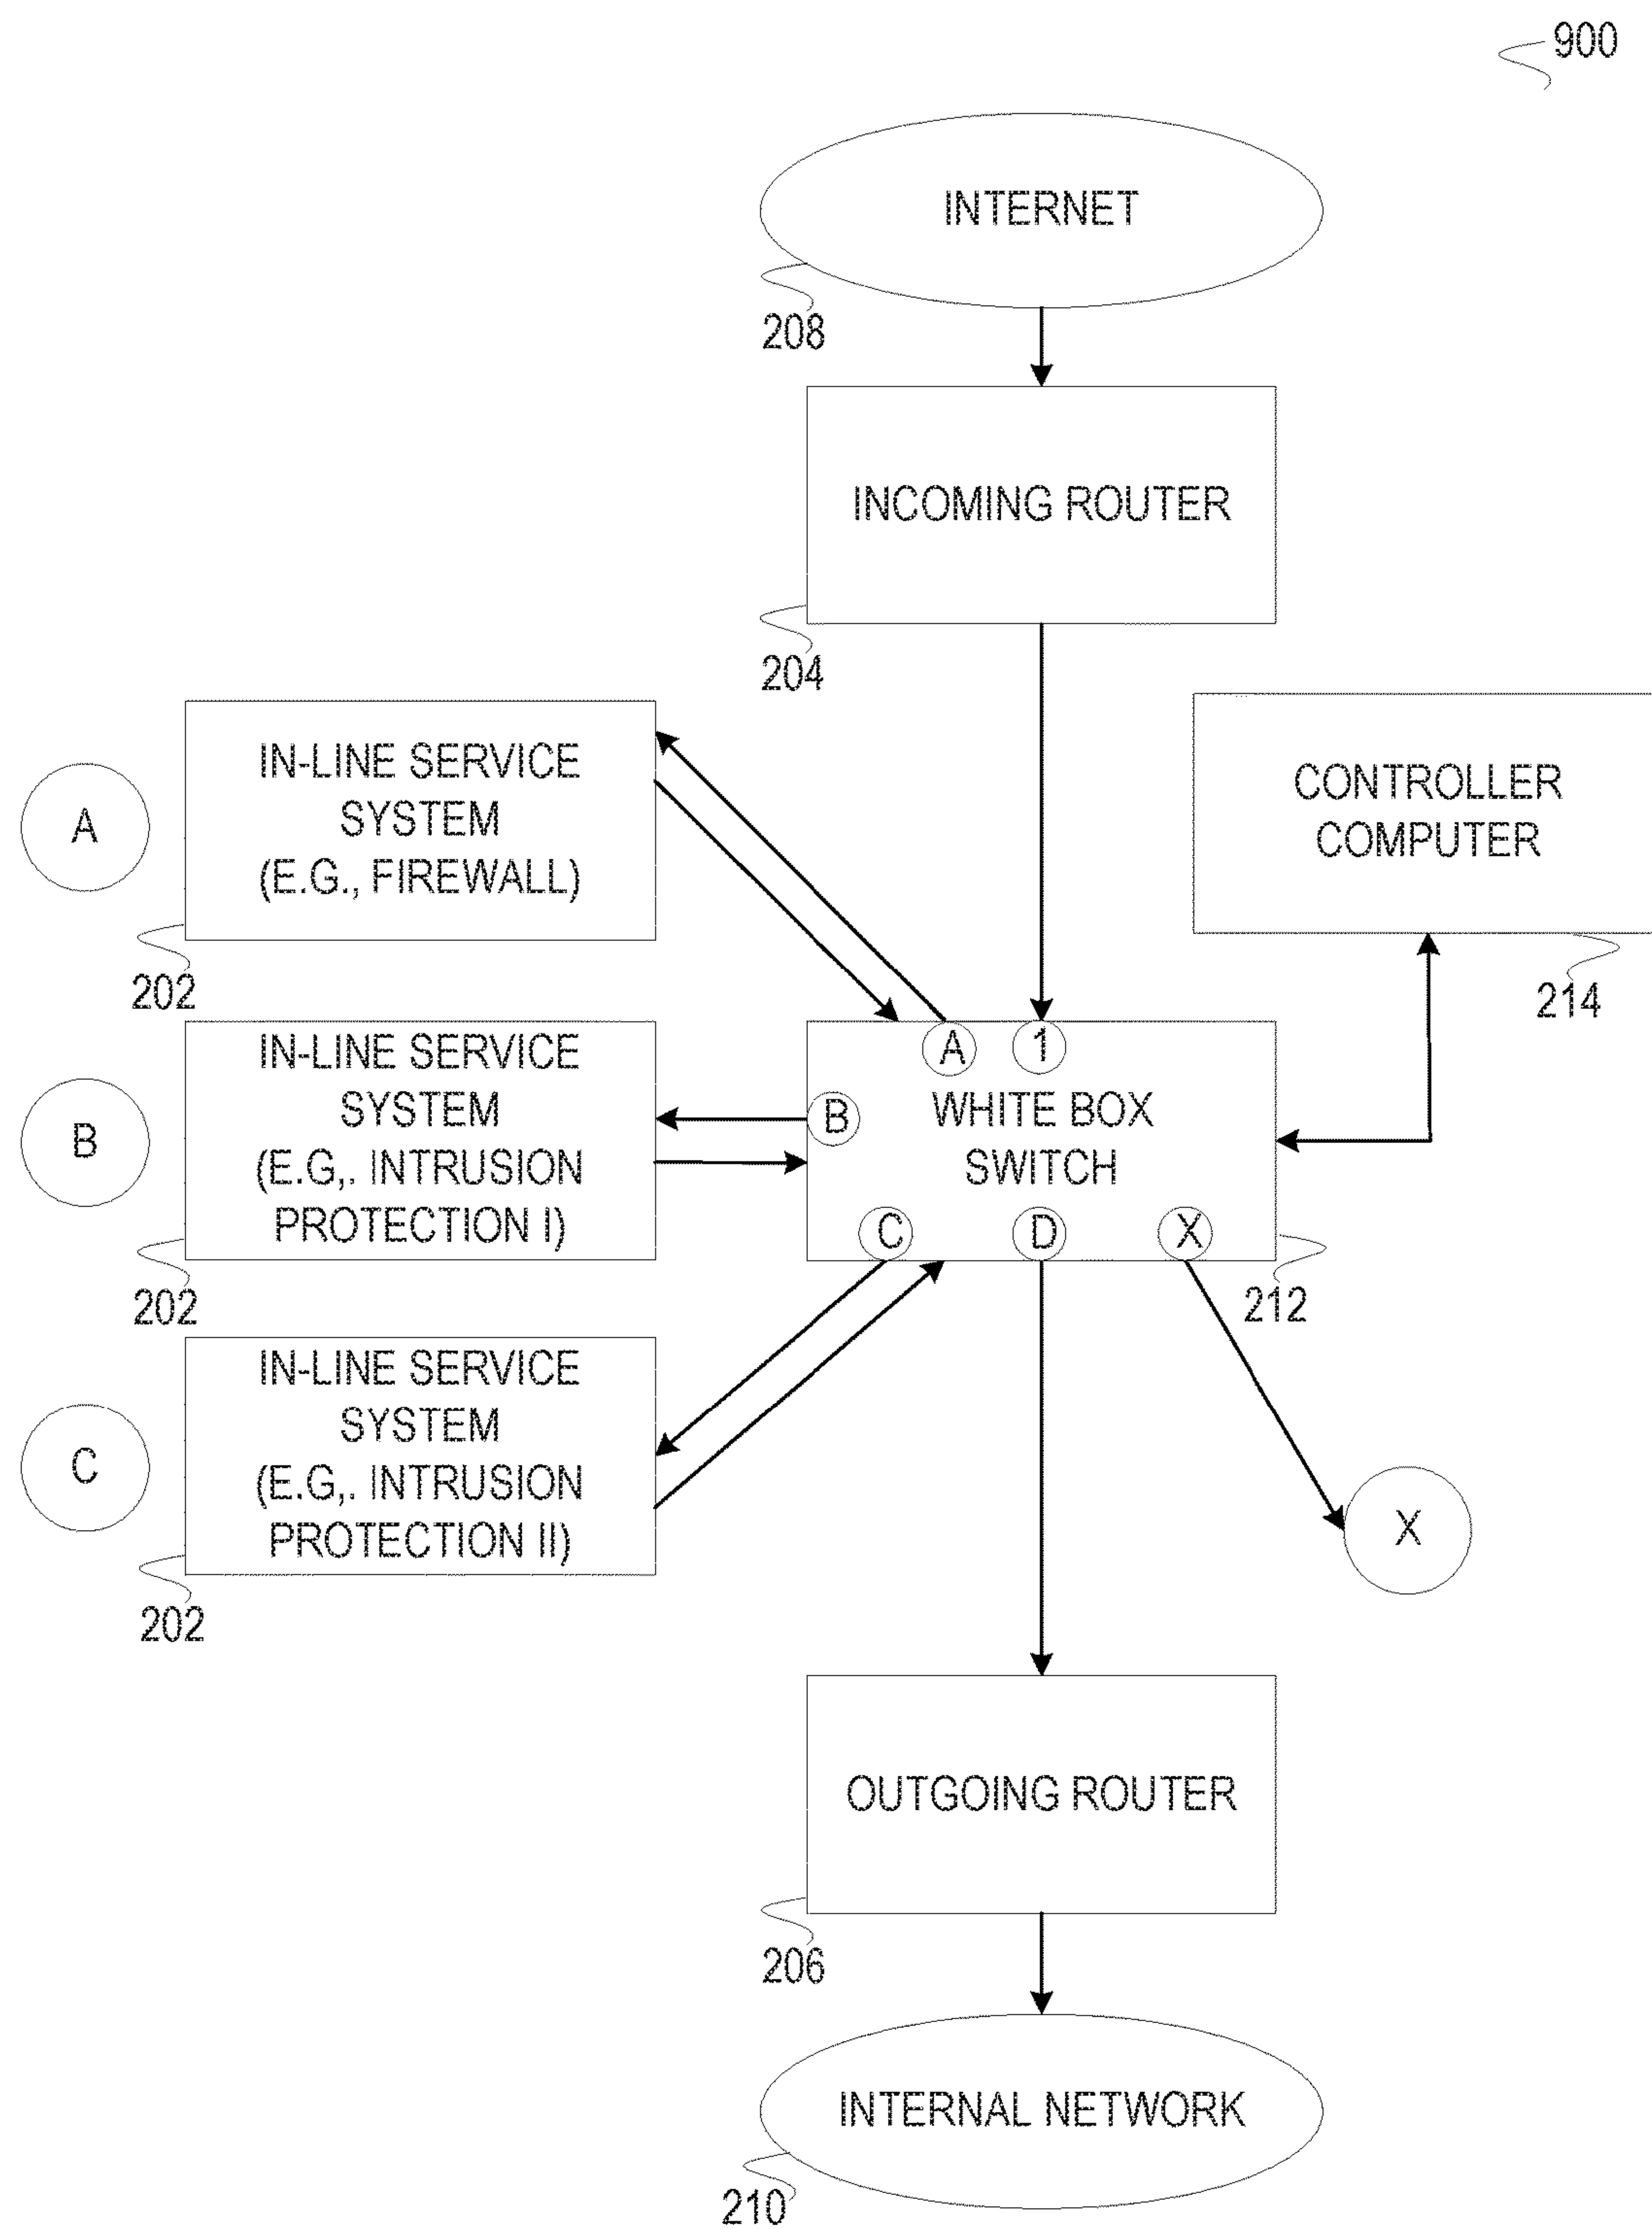 900
INTERNET
208
INCOMING ROUTER
204
A
IN-LINE SERVICE
SYSTEM
(E.G., FIREWALL)
202
CONTROLLER
COMPUTER
214
B
IN-LINE SERVICE
SYSTEM
(E.G,. INTRUSION
PROTECTION I)
202
A
1
B
WHITE BOX
SWITCH
C
D
X
212
C
IN-LINE SERVICE
SYSTEM
(E.G,. INTRUSION
PROTECTION II)
202
X
OUTGOING ROUTER
206
INTERNAL NETWORK
210